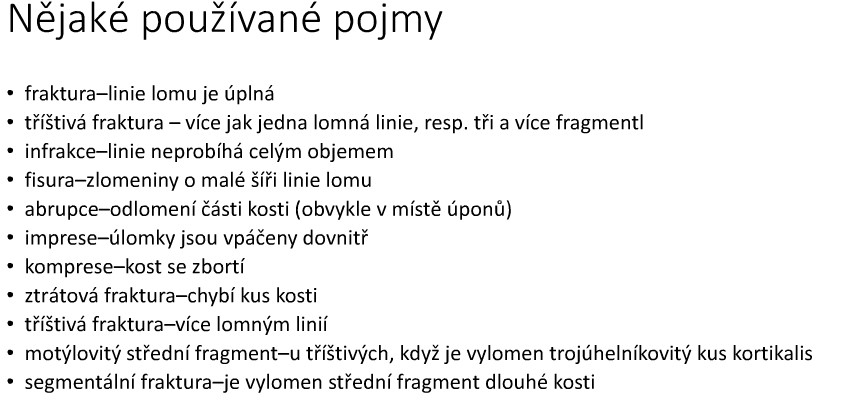 Nějaké používané pojmy
• fraktura–linie lomu je úplná
• tříštivá fraktura – více jak jedna lomná linie, resp. tři a více fragmentl
• infrakce–linie neprobíhá celým objemem
• fisura–zlomeniny o malé šíři linie lomu
• abrupce–odlomení části kosti (obvykle v místě úponů)
• imprese–úlomky jsou vpáčeny dovnitř
• komprese–kost se zbortí
• ztrátová fraktura–chybí kus kosti
• tříštivá fraktura–více lomným linií
• motýlovitý střední fragment–u tříštivých, když je vylomen trojúhelníkovitý kus kortikalis
• segmentální fraktura–je vylomen střední fragment dlouhé kosti